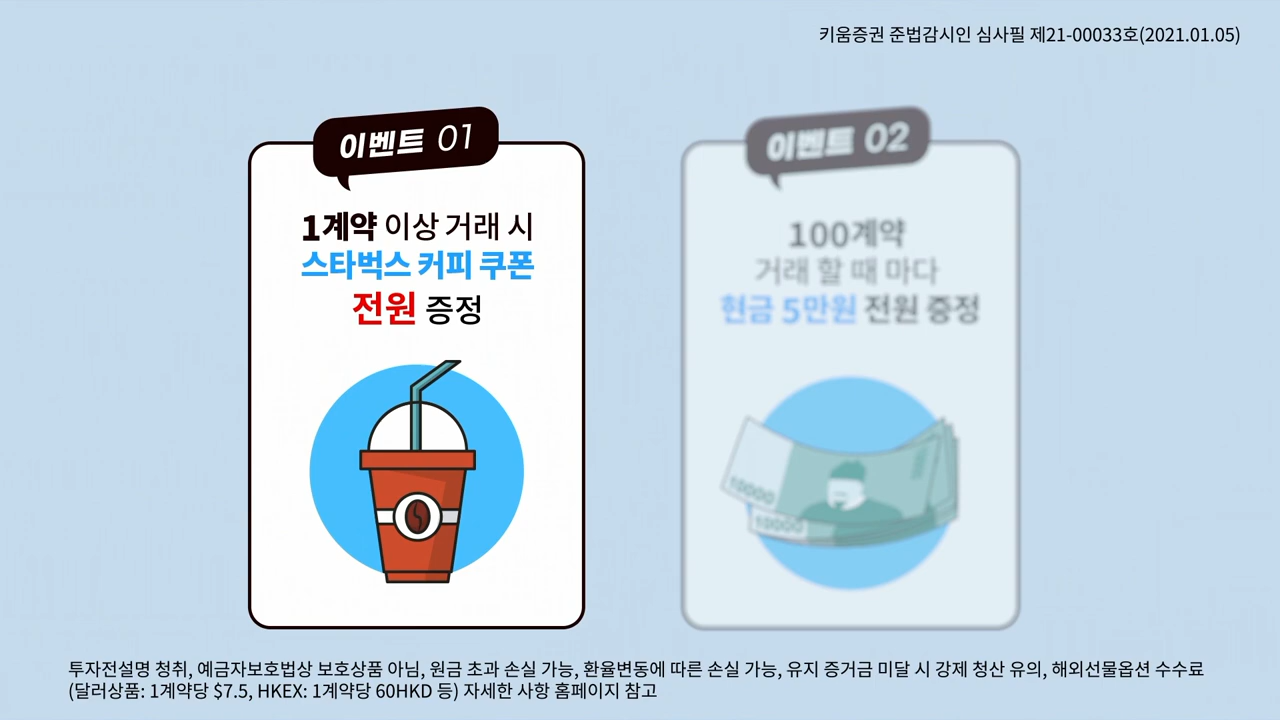 키움증권 준법감시인 심사필 제21-00033호(2021.01.05)
이벤트 01
1계약 이상 거래 시
스타벅스 커피 쿠폰
전원 증정
이벤트 02
100계약
거래 할 때 마다
현금 5만원 전원 증정
10000
10000
투자전설명 청취, 예금자보호법상 보호상품 아님, 원금 초과 손실 가능, 환율변동에 따른 손실 가능, 유지 증거금 미달 시 강제 청산 유의, 해외선물옵션 수수료
(달러상품: 1계약당 $7.5, HKEX: 1계약당 60HKD 등) 자세한 사항 홈페이지 참고